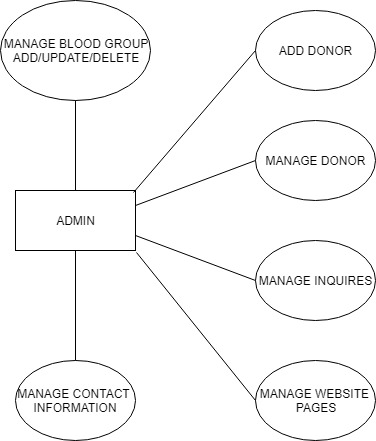 MANAGE BLOOD GROUP
ADD/UPDATE/DELETE
ADD DONOR
MANAGE DONOR
ADMIN
MANAGE INQUIRES
MANAGE CONTACT
INFORMATION
MANAGE WEBSITE
PAGES